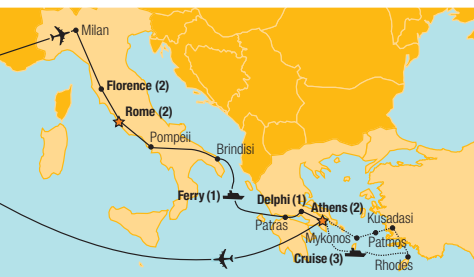 Milan
Florence (2)
Rome (2)
Pompeii
Brindisi
Ferry (1)
Delphi (1)
Athens (2)
Patras
Kusadasi
Mykonos
Patmos
Cruise (3)
Rhodes